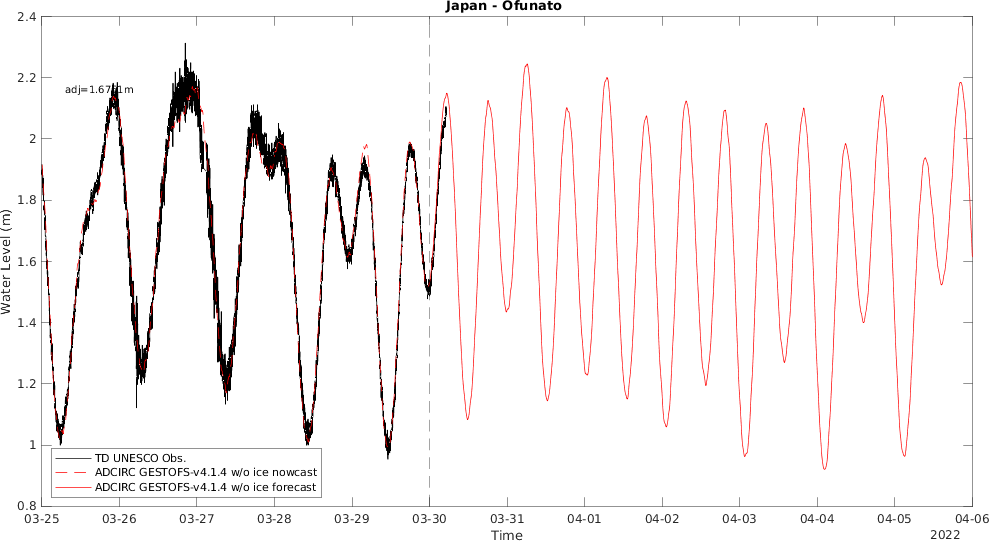 Japan - Ofunato
2.4
2.2
2
1.8
1.6
1.4
1.2
1
0.8
Water Level (m)
TD UNESCO Obs.
ADCIRC GESTOFS-v4.1.4 w/o ice nowcast
ADCIRC GESTOFS-v4.1.4 w/o ice forecast
03-25 03-26 03-27 03-28 03-29 03-30 03-31 04-01 04-02 04-03 04-04 04-05 04-06
Time
2022